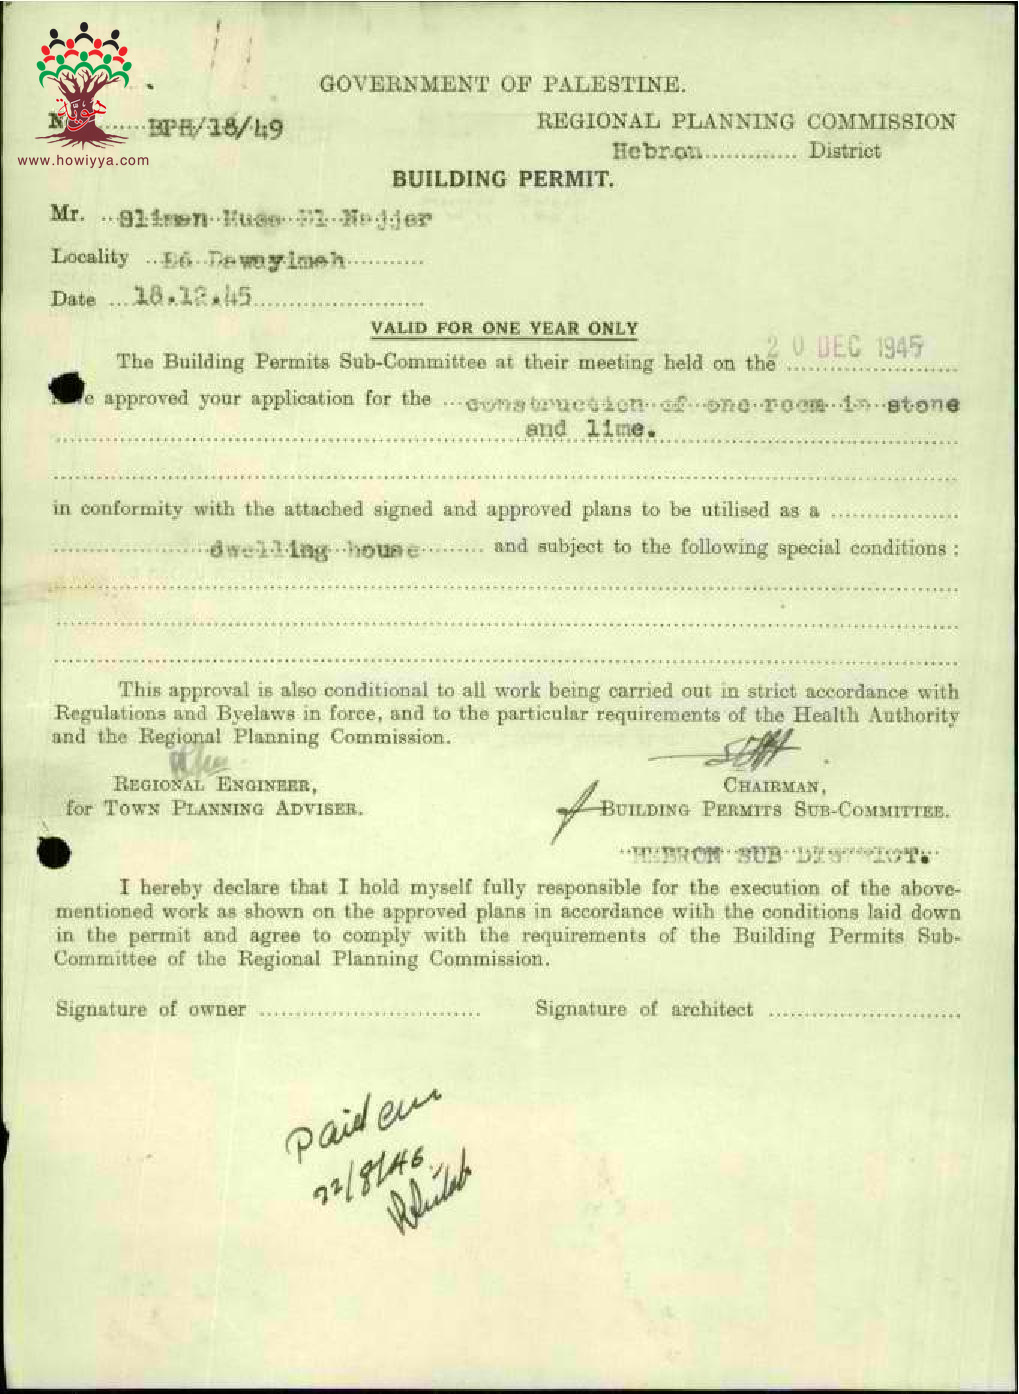 GOVERNMENT OF PALESTINE.
BPH/18/49
REGIONAL PLANNING COMMISSION
www.howiyya.com
Hebron.............. District
BUILDING PERMIT.
Mr. ..Sliman Musa El Najjar
Locality ..Ed Dawayimeh...........
Date ...18.12.45........................
VALID FOR ONE YEAR ONLY
The Building Permits Sub-Committee at their meeting held on the 20 DEC 1945
approved your application for the ...construction of one room in stone
and lime.
in conformity with the attached signed and approved plans to be utilised as a ..................
dwelling house......... and subject to the following special conditions :
This approval is also conditional to all work being carried out in strict accordance with
Regulations and Byelaws in force, and to the particular requirements of the Health Authority
and the Regional Planning Commission.
REGIONAL ENGINEER,
for TOWN PLANNING ADVISER.
CHAIRMAN,
BUILDING PERMITS SUB-COMMITTEE.
HEBRON SUB DISTRICT.
I hereby declare that I hold myself fully responsible for the execution of the above-
mentioned work as shown on the approved plans in accordance with the conditions laid down
in the permit and agree to comply with the requirements of the Building Permits Sub-
Committee of the Regional Planning Commission.
Signature of owner ..............................
Signature of architect ..........................
Paid
22/8/46